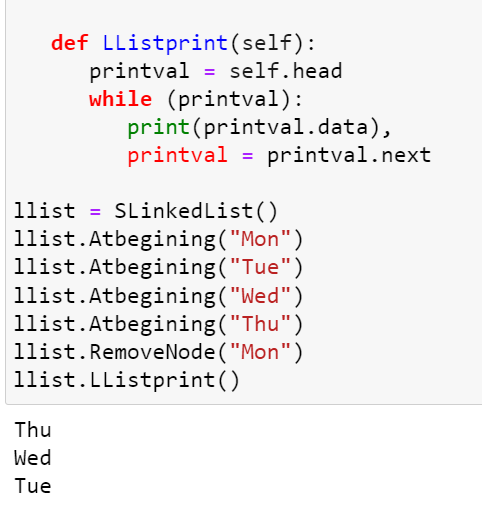 def LListprint(self):
printval = self.head
while (printval):
print(printval.data),
printval = printval.next
llist = SLinkedList()
llist.Atbegining("Mon")
llist.Atbegining("Tue")
llist.Atbegining("Wed")
llist.Atbegining("Thu")
llist.RemoveNode("Mon")
llist.LListprint()
Thu
Wed
Tue